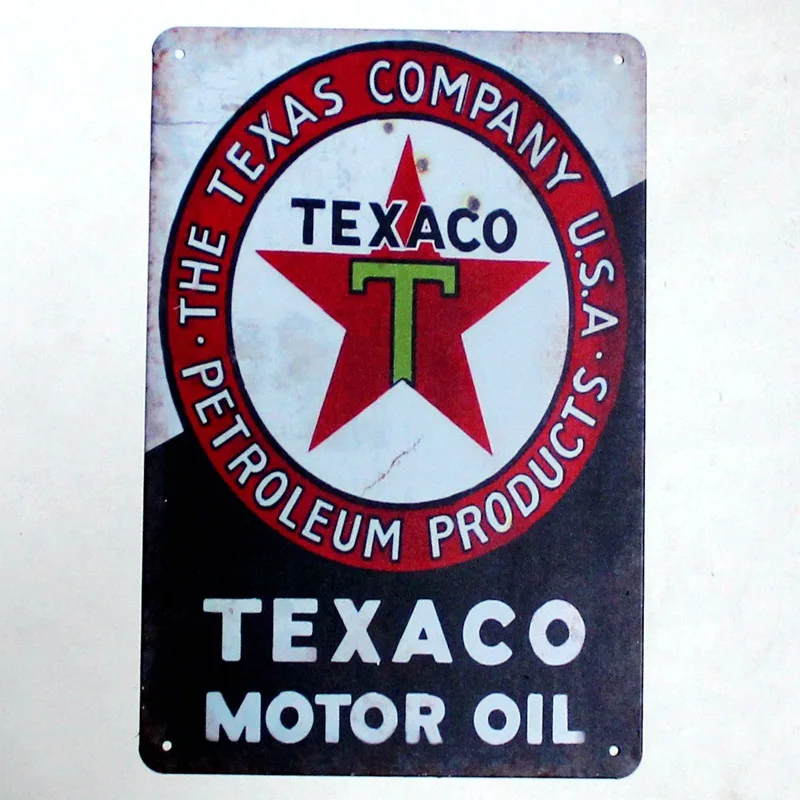 · THE TEXAS COMPANY U.S.A ·
TEXACO
T
PETROLEUM PRODUCTS
TEXACO
MOTOR OIL